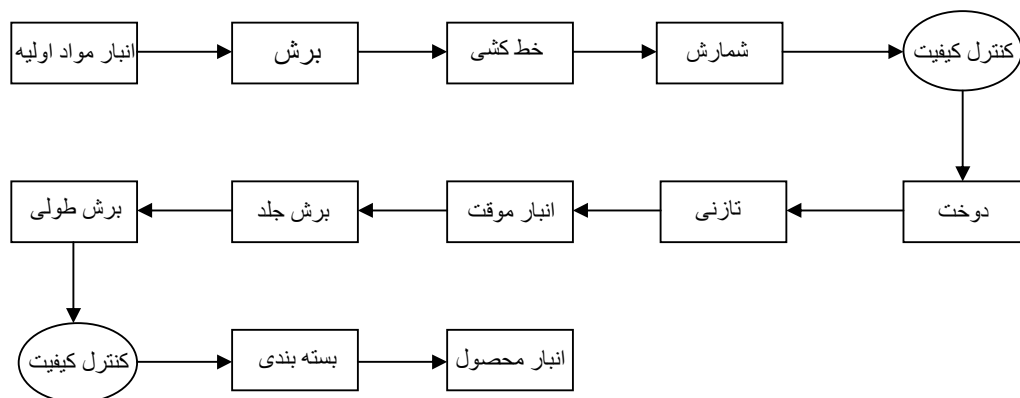 انبار مواد اولیه
برش
خط کشی
شمارش
کنترل کیفیت
دوخت
تازنی
انبار موقت
برش جلد
برش طولی
کنترل کیفیت
بسته بندی
انبار محصول